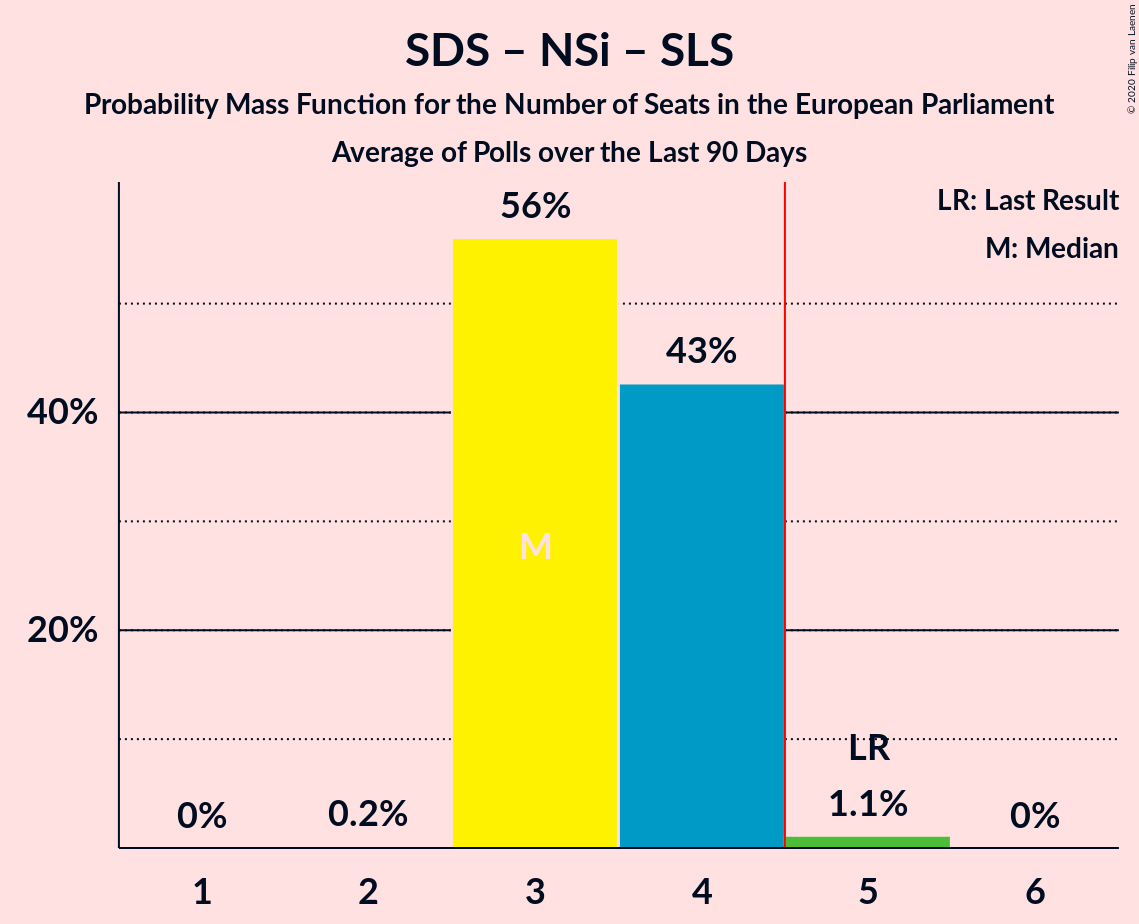 SDS – NSi – SLS
Probability Mass Function for the Number of Seats in the European Parliament
Average of Polls over the Last 90 Days
© 2020 Filip van Laenen
LR: Last Result
M: Median
56%
43%
40%
M
20%
LR
1.1%
0%
0.2%
0%
1 2 3 4 5 6